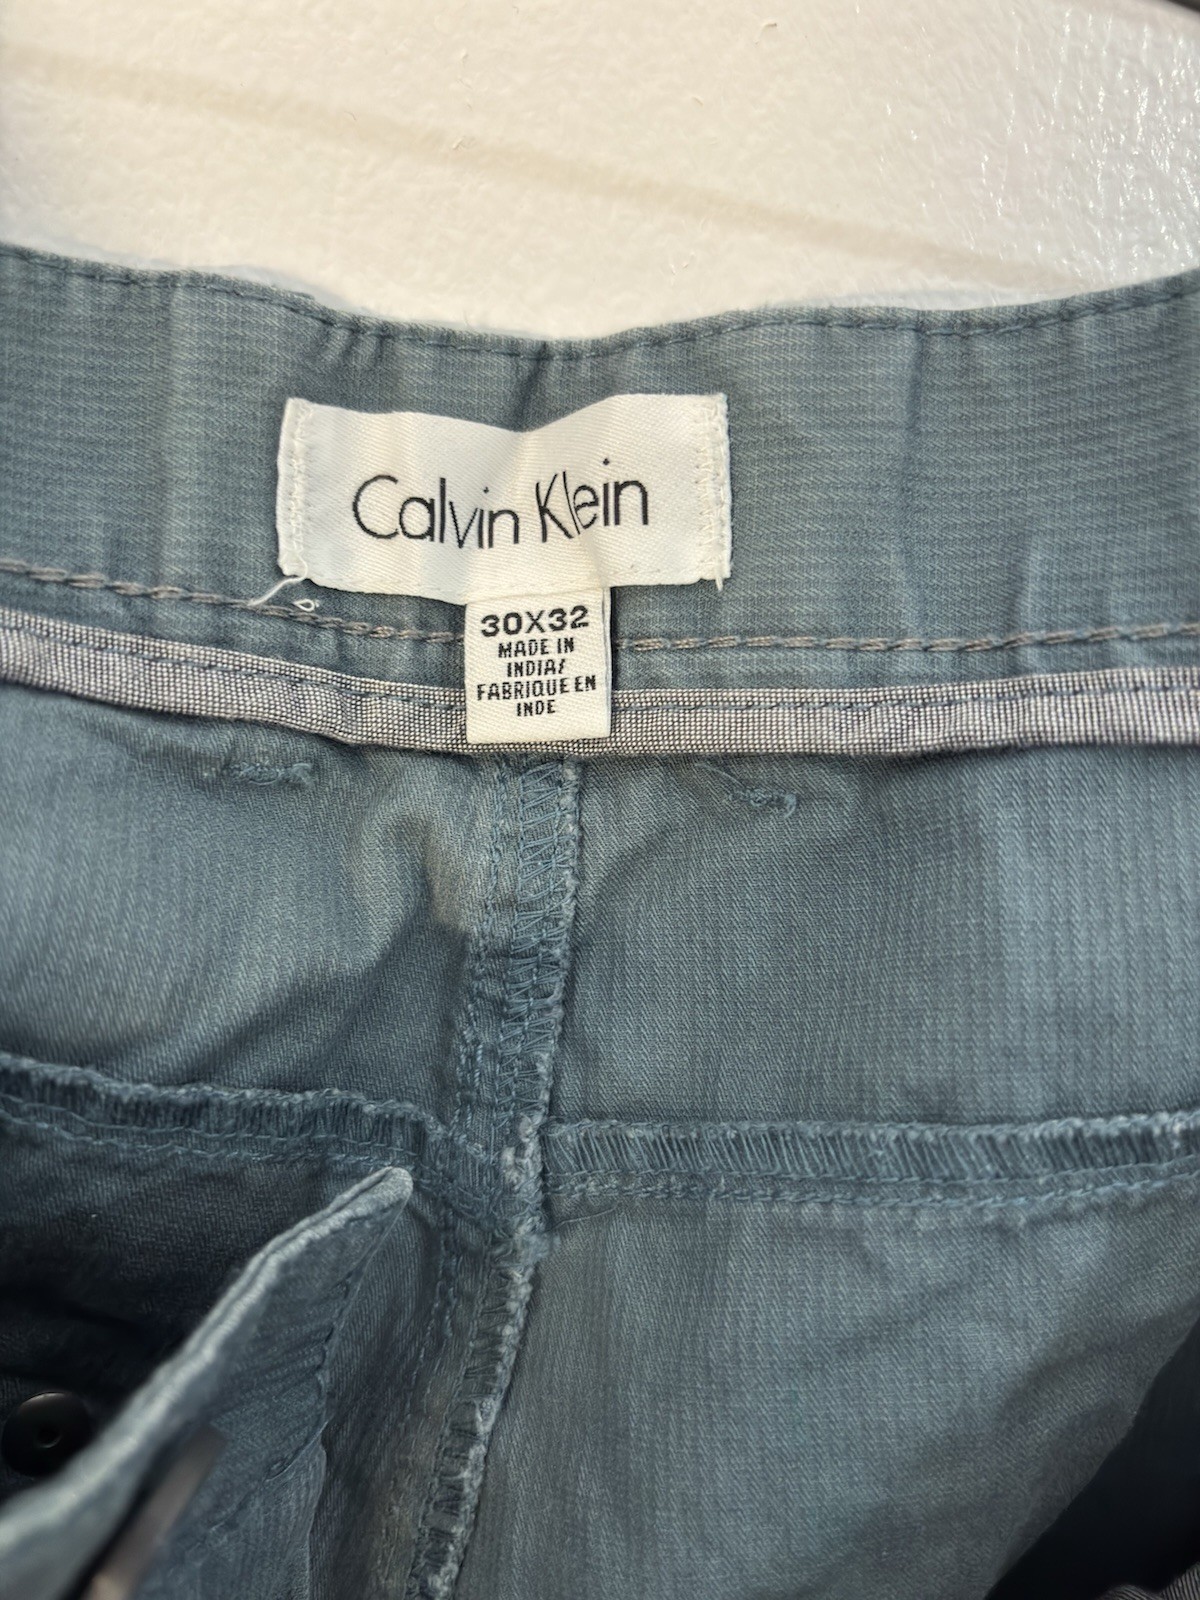 Calvin Klein
30X32
MADE IN
INDIA/
FABRIQUE EN
INDE